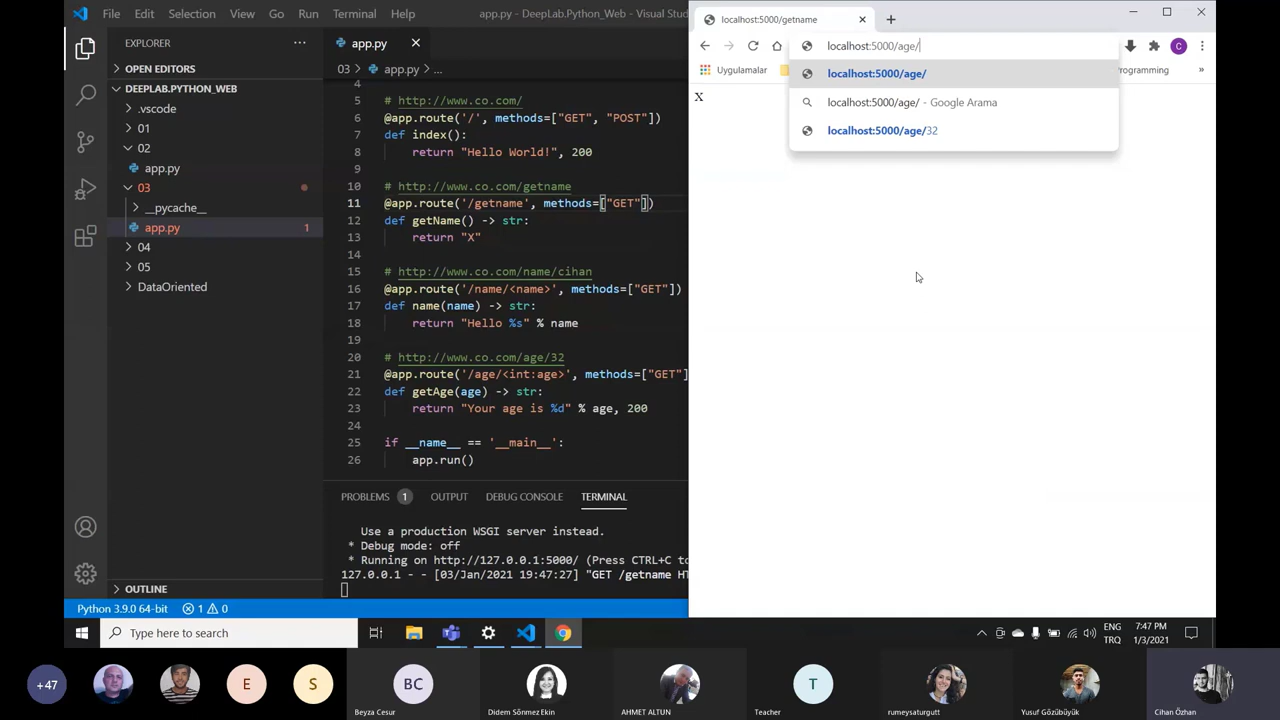 File Edit Selection View Go Run Terminal Help
app.py - DeepLab.Python_Web - Visual Stud
EXPLORER
OPEN EDITORS
DEEPLAB.PYTHON_WEB
.vscode
01
02
app.py
03
__pycache__
app.py 1
04
05
DataOriented
OUTLINE
app.py
03 > app.py > ...
4
5 # http://www.co.com/
6 @app.route('/', methods=["GET", "POST"])
7 def index():
8 return "Hello World!", 200
9
10 # http://www.co.com/getname
11 @app.route('/getname', methods=["GET"])
12 def getName() -> str:
13 return "X"
14
15 # http://www.co.com/name/cihan
16 @app.route('/name/<name>', methods=["GET"])
17 def name(name) -> str:
18 return "Hello %s" % name
19
20 # http://www.co.com/age/32
21 @app.route('/age/<int:age>', methods=["GET"]
22 def getAge(age) -> str:
23 return "Your age is %d" % age, 200
24
25 if __name__ == '__main__':
26 app.run()
PROBLEMS 1 OUTPUT DEBUG CONSOLE TERMINAL
Use a production WSGI server instead.
* Debug mode: off
* Running on http://127.0.0.1:5000/ (Press CTRL+C to
127.0.0.1 - - [03/Jan/2021 19:47:27] "GET /getname HT
Python 3.9.0 64-bit 1 0
localhost:5000/getname
localhost:5000/age/
C
Uygulamalar
rogramming »
localhost:5000/age/
localhost:5000/age/ - Google Arama
localhost:5000/age/32
X
Type here to search
ENG
TRQ
7:47 PM
1/3/2021
+47
E
S
BC
Beyza Cesur
Didem Sönmez Ekin
AHMET ALTUN
T
Teacher
rumeysaturgutt
Yusuf Gözübüyük
Cihan Özhan